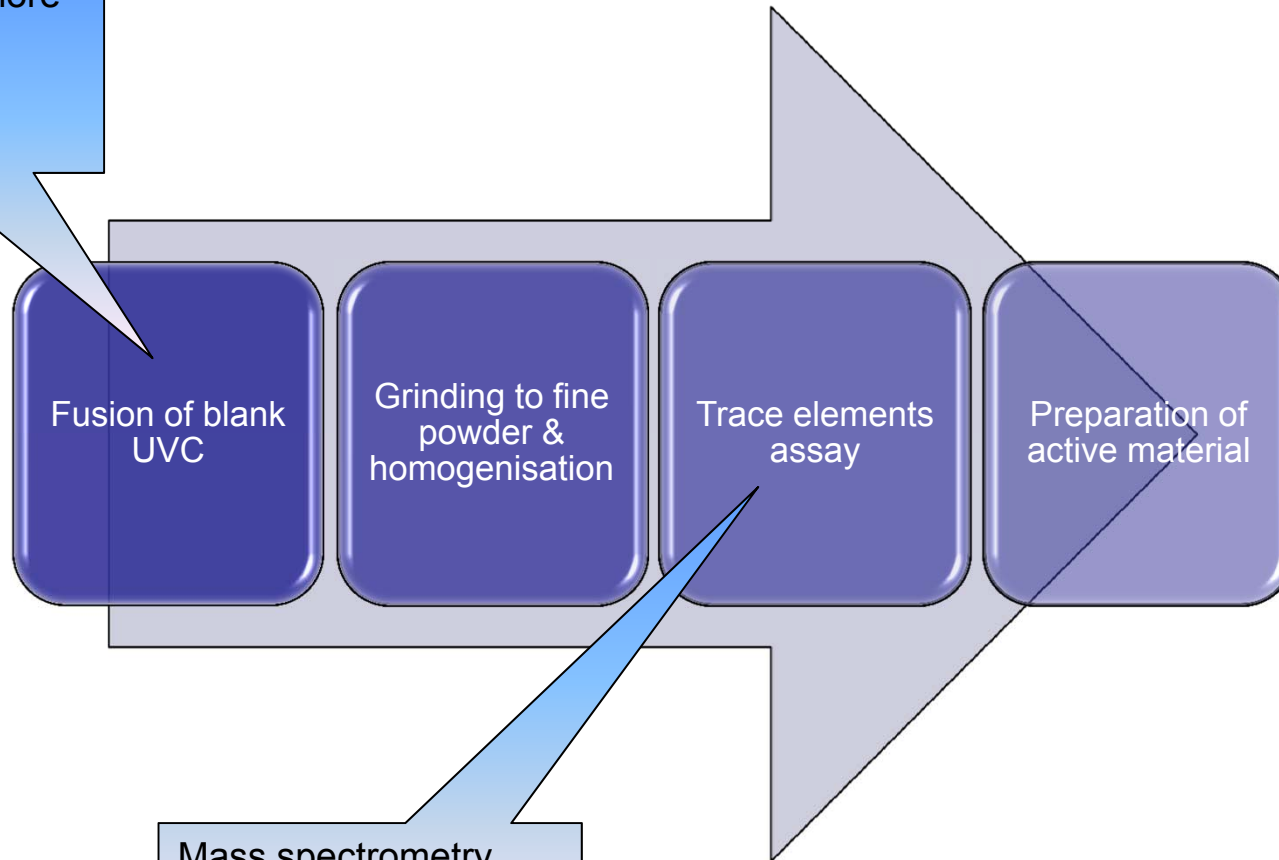 Fusion of blank
UVC
Grinding to fine
powder &
homogenisation
Trace elements
assay
Preparation of
active material
Mass spectrometry